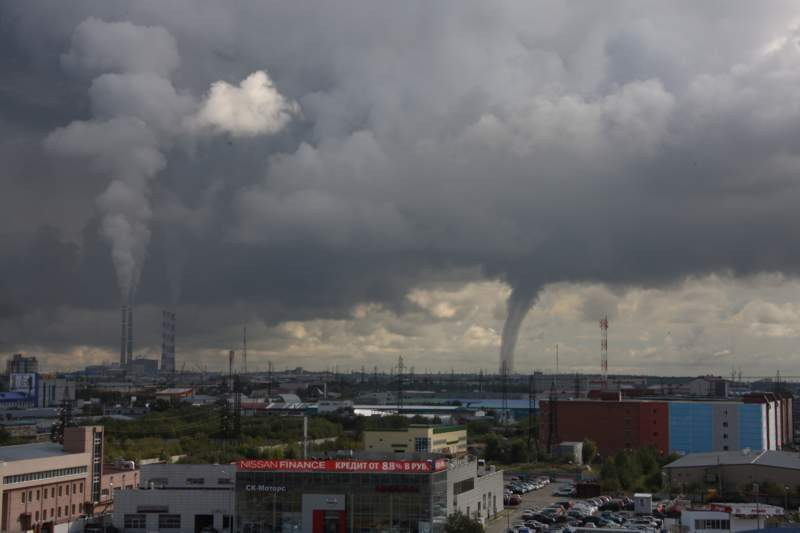 NISSAN FINANCE КРЕДИТ ОТ 8.8% В РУБ.
СК-Моторс